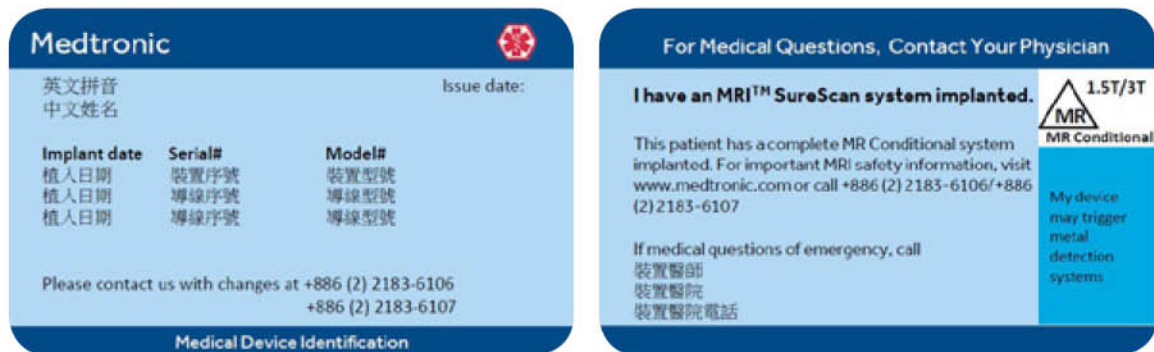 Medtronic
英文拼音 Issue date:
中文姓名
Implant date Serial# Model#
植入日期 裝置序號 裝置型號
植入日期 導線序號 導線型號
植入日期 導線序號 導線型號
Please contact us with changes at +886 (2) 2183-6106
+886 (2) 2183-6107
Medical Device Identification
For Medical Questions, Contact Your Physician
I have an MRI™ SureScan system implanted.
This patient has a complete MR Conditional system
implanted. For important MRI safety information, visit
www.medtronic.com or call +886 (2) 2183-6106/+886
(2) 2183-6107
If medical questions of emergency, call
裝置醫師
裝置醫院
裝置醫院電話
1.5T/3T
MR
MR Conditional
My device
may trigger
metal
detection
systems